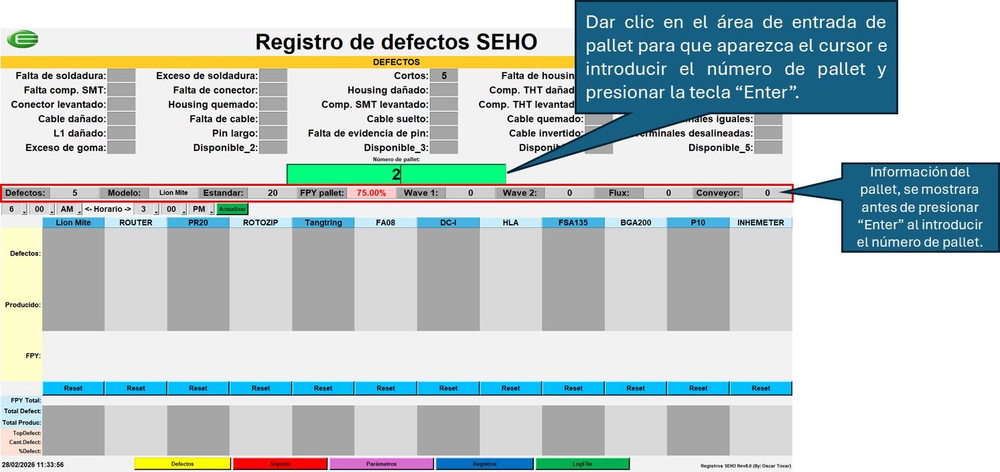 Dar clic en el área de entrada de
pallet para que aparezca el cursor e
introducir el número de pallet y
presionar la tecla “Enter”.
Registro de defectos SEHO
DEFECTOS
Falta de soldadura: Exceso de soldadura: Cortos: 5 Falta de housin
Falta comp. SMT: Falta de conector: Housing dañado: Comp. THT dañad
Conector levantado: Housing quemado: Comp. SMT levantado: Comp. THT levantad
Cable dañado: Falta de cable: Cable suelto: Cable quemado: ales iguales:
L1 dañado: Pin largo: Falta de evidencia de pin: Cable invertido: erminales desalineadas:
Exceso de goma: Disponible_2: Disponible_3: Disponib Disponible_5:
Número de pallet:
2
Defectos: 5 Modelo: Lion Mite Estandar: 20 FPY pallet: 75.00% Wave 1: 0 Wave 2: 0 Flux: 0 Conveyor: 0
Información del
pallet, se mostrara
antes de presionar
“Enter” al introducir
el número de pallet.
6 00 AM <- Horario -> 3 00 PM Actualizar
Lion Mite ROUTER PR20 ROTOZIP Tangtring FA08 DC-I HLA FSA135 BGA200 P10 INHEMETER
Defectos:
Producido:
FPY:
Reset Reset Reset Reset Reset Reset Reset Reset Reset Reset Reset Reset
FPY Total:
Total Defect:
Total Produc:
TopDefect:
Cant.Defect:
%Defect:
28/02/2026 11:33:56 Defectos Soporte Parámetros Registros LogFile Registros SEHO Rev8.0 (By: Oscar Tovar)